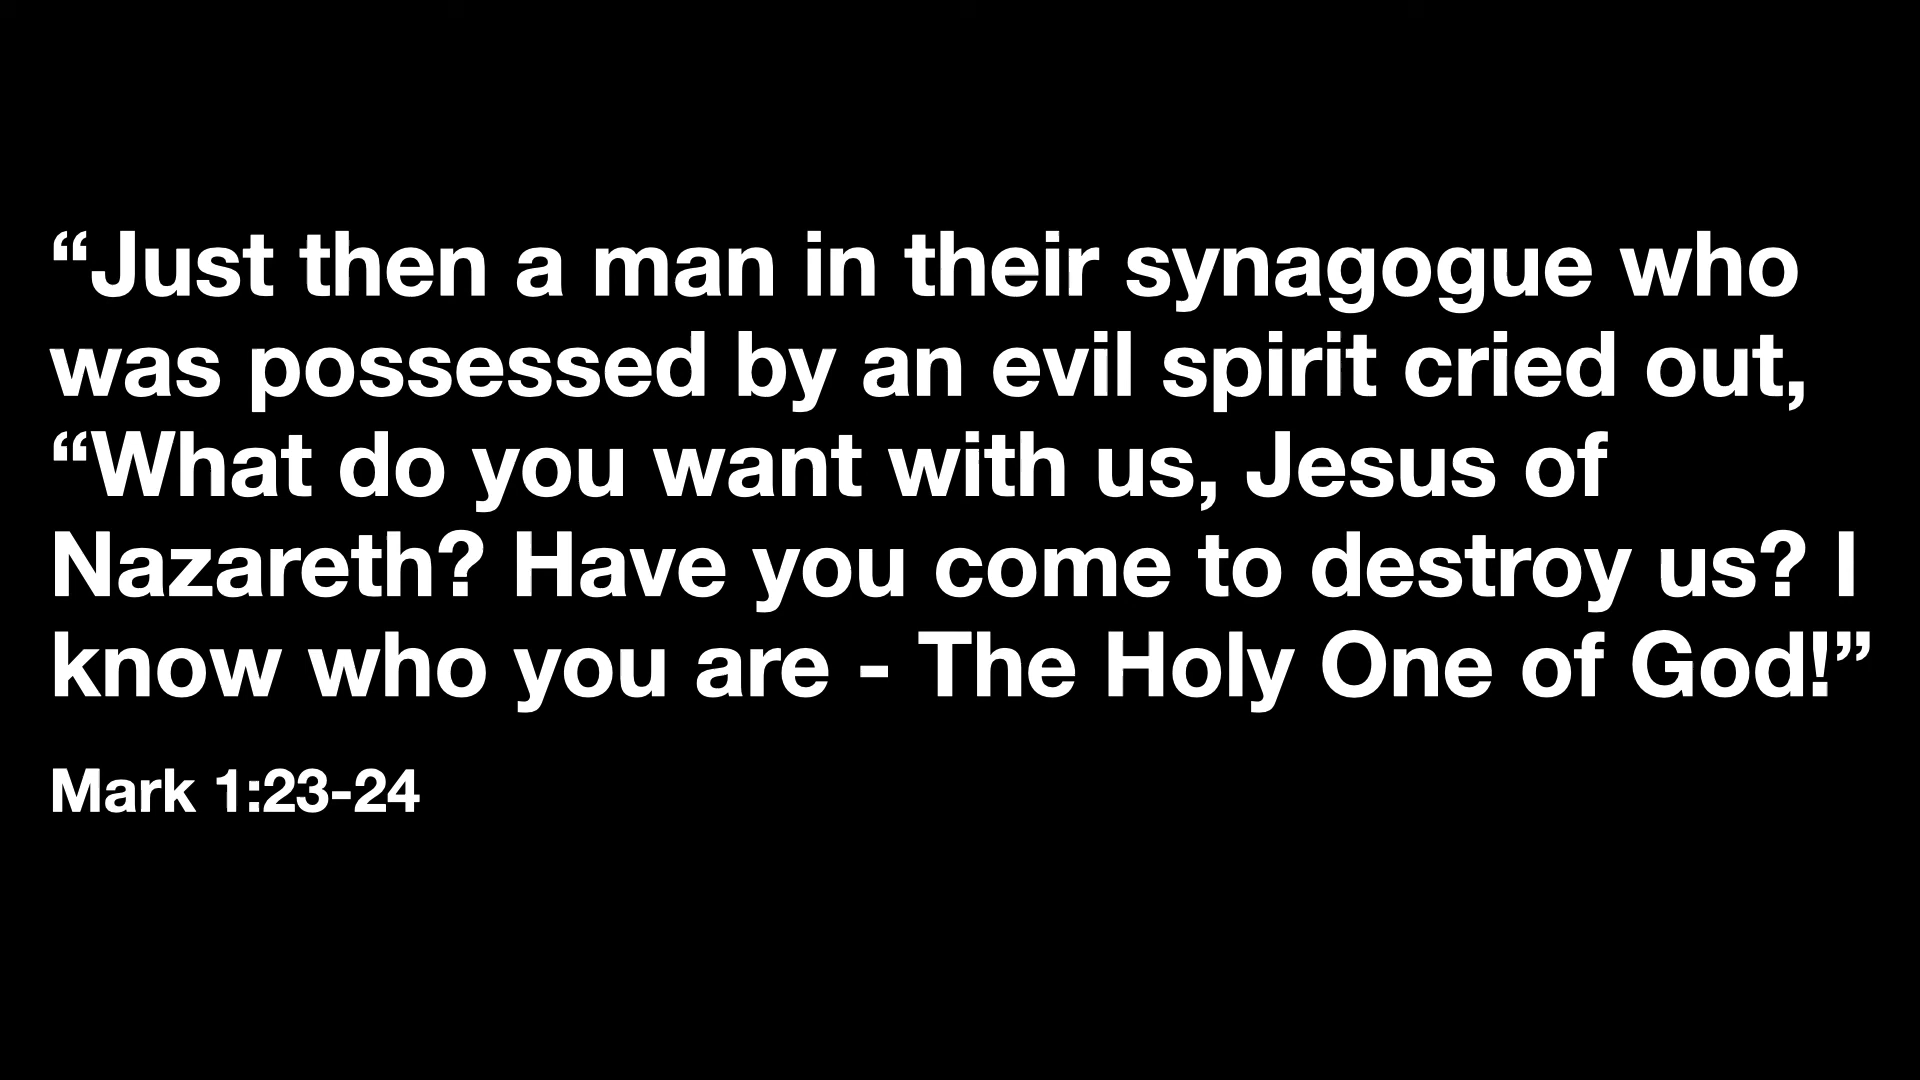 “Just then a man in their synagogue who
was possessed by an evil spirit cried out,
“What do you want with us, Jesus of
Nazareth? Have you come to destroy us? I
know who you are - The Holy One of God!”
Mark 1:23-24